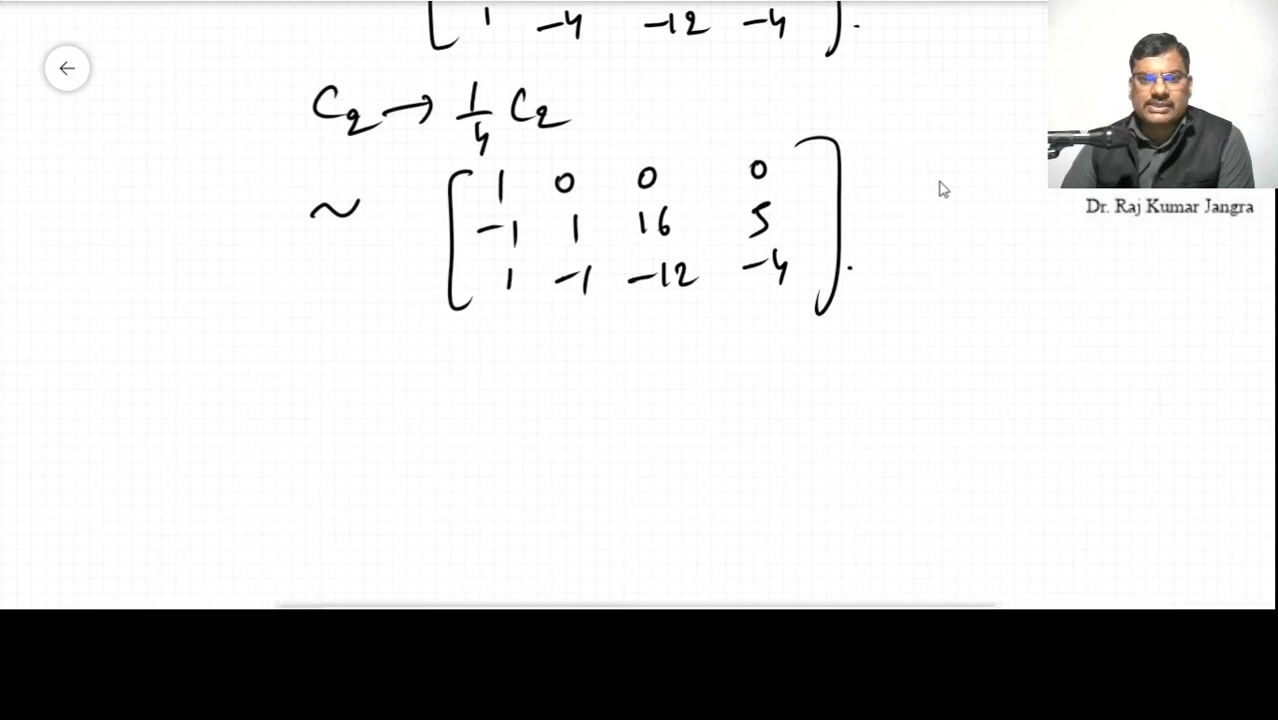 [ 1 -4 -12 -4 ].
C₂ → 1/4 C₂
~ [ 1 0 0 0
-1 1 16 5
1 -1 -12 -4 ].
Dr. Raj Kumar Jangra